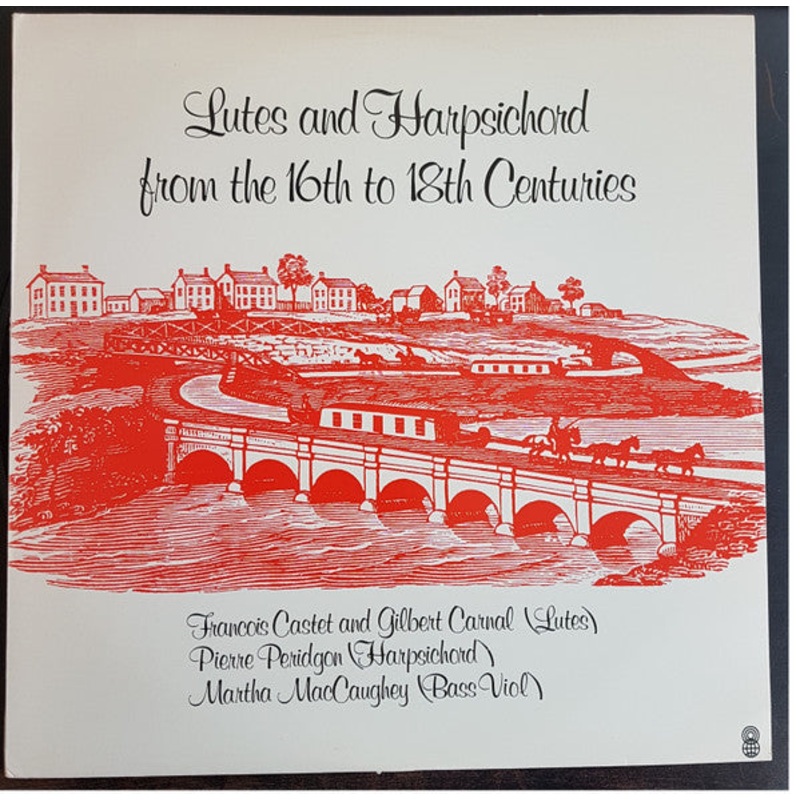 Lutes and Harpsichord
from the 16th to 18th Centuries
Francois Castet and Gilbert Carnal (Lutes)
Pierre Peridgon (Harpsichord)
Martha MacCaughey (Bass Viol)